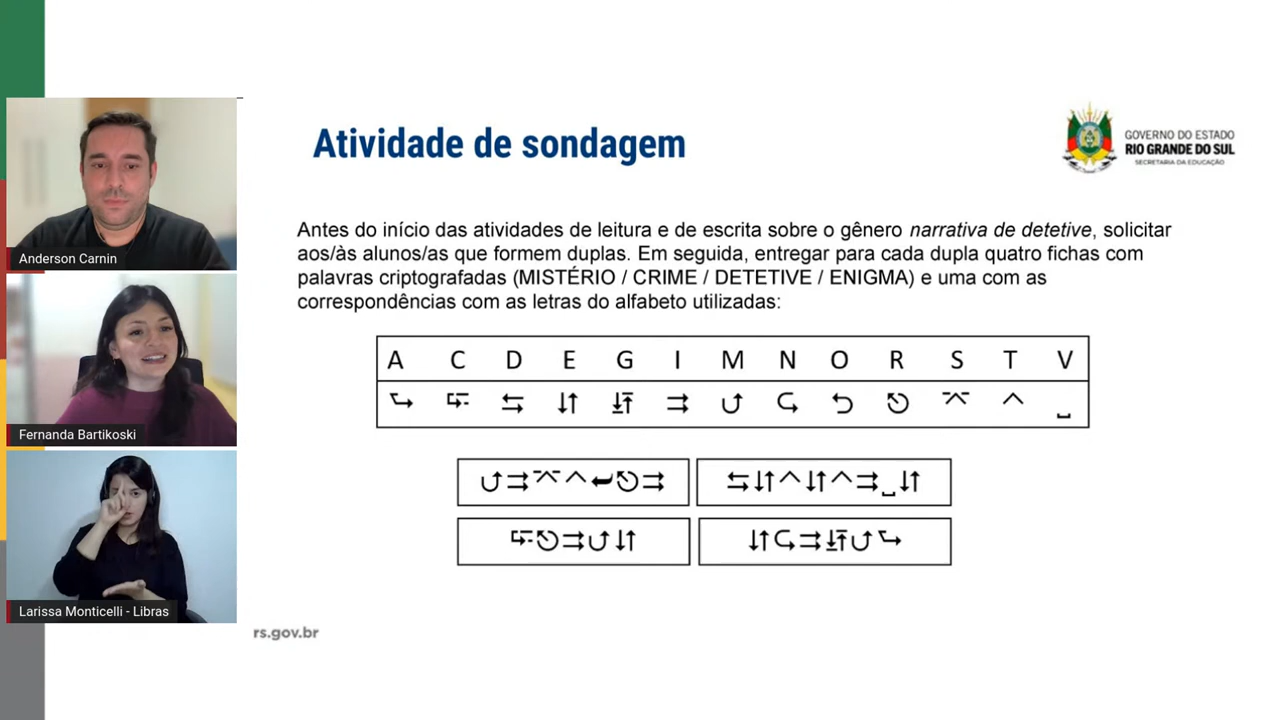 Atividade de sondagem
GOVERNO DO ESTADO
RIO GRANDE DO SUL
SECRETARIA DA EDUCAÇÃO
Antes do início das atividades de leitura e de escrita sobre o gênero narrativa de detetive, solicitar
aos/às alunos/as que formem duplas. Em seguida, entregar para cada dupla quatro fichas com
palavras criptografadas (MISTÉRIO / CRIME / DETETIVE / ENIGMA) e uma com as
correspondências com as letras do alfabeto utilizadas:
A C D E G I M N O R S T V
Anderson Carnin
Fernanda Bartikoski
Larissa Monticelli - Libras
rs.gov.br